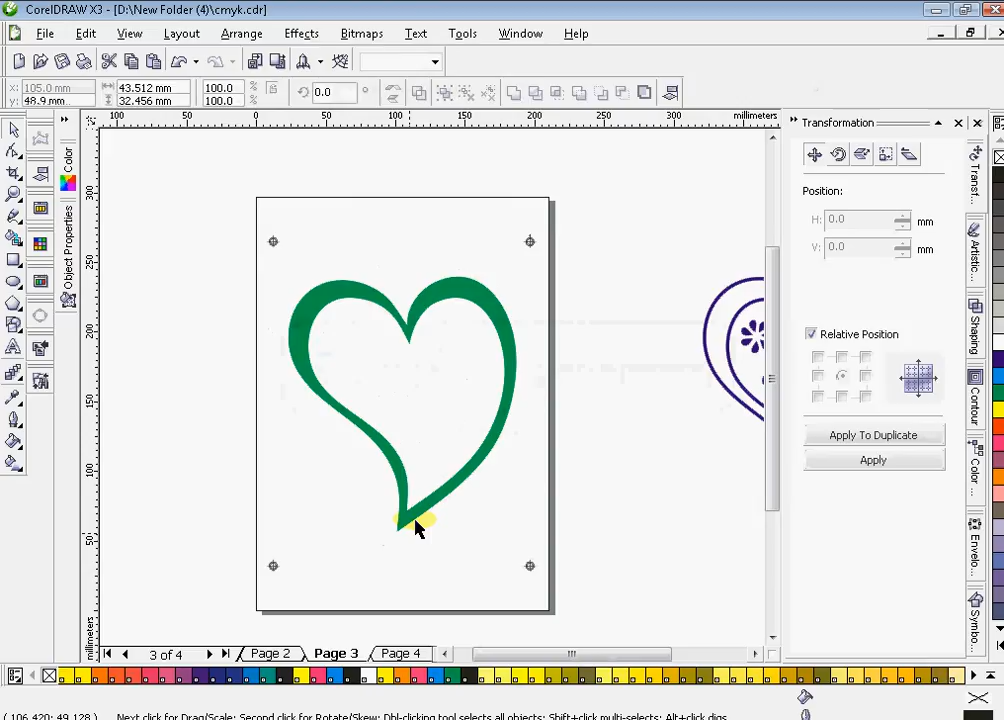 CorelDRAW X3 - [D:\New Folder (4)\cmyk.cdr]
File Edit View Layout Arrange Effects Bitmaps Text Tools Window Help
x: 105.0 mm 43.512 mm 100.0 % 0.0 °
y: 48.9 mm 32.456 mm 100.0 %
100 50 0 50 100 150 200 250 300 millimeters
300
250
200
150
100
50
millimeters
Color
Object Properties
Transformation
Position:
H: 0.0 mm
V: 0.0 mm
Relative Position
Apply To Duplicate
Apply
Transf...
Artistic...
Shaping
Contour
Color ...
Envelo...
Symbo...
3 of 4 Page 2 Page 3 Page 4
( 106.420; 49.128 ) Next click for Drag/Scale; Second click for Rotate/Skew; Dbl-clicking tool selects all objects; Shift+click multi-selects; Alt+click digs